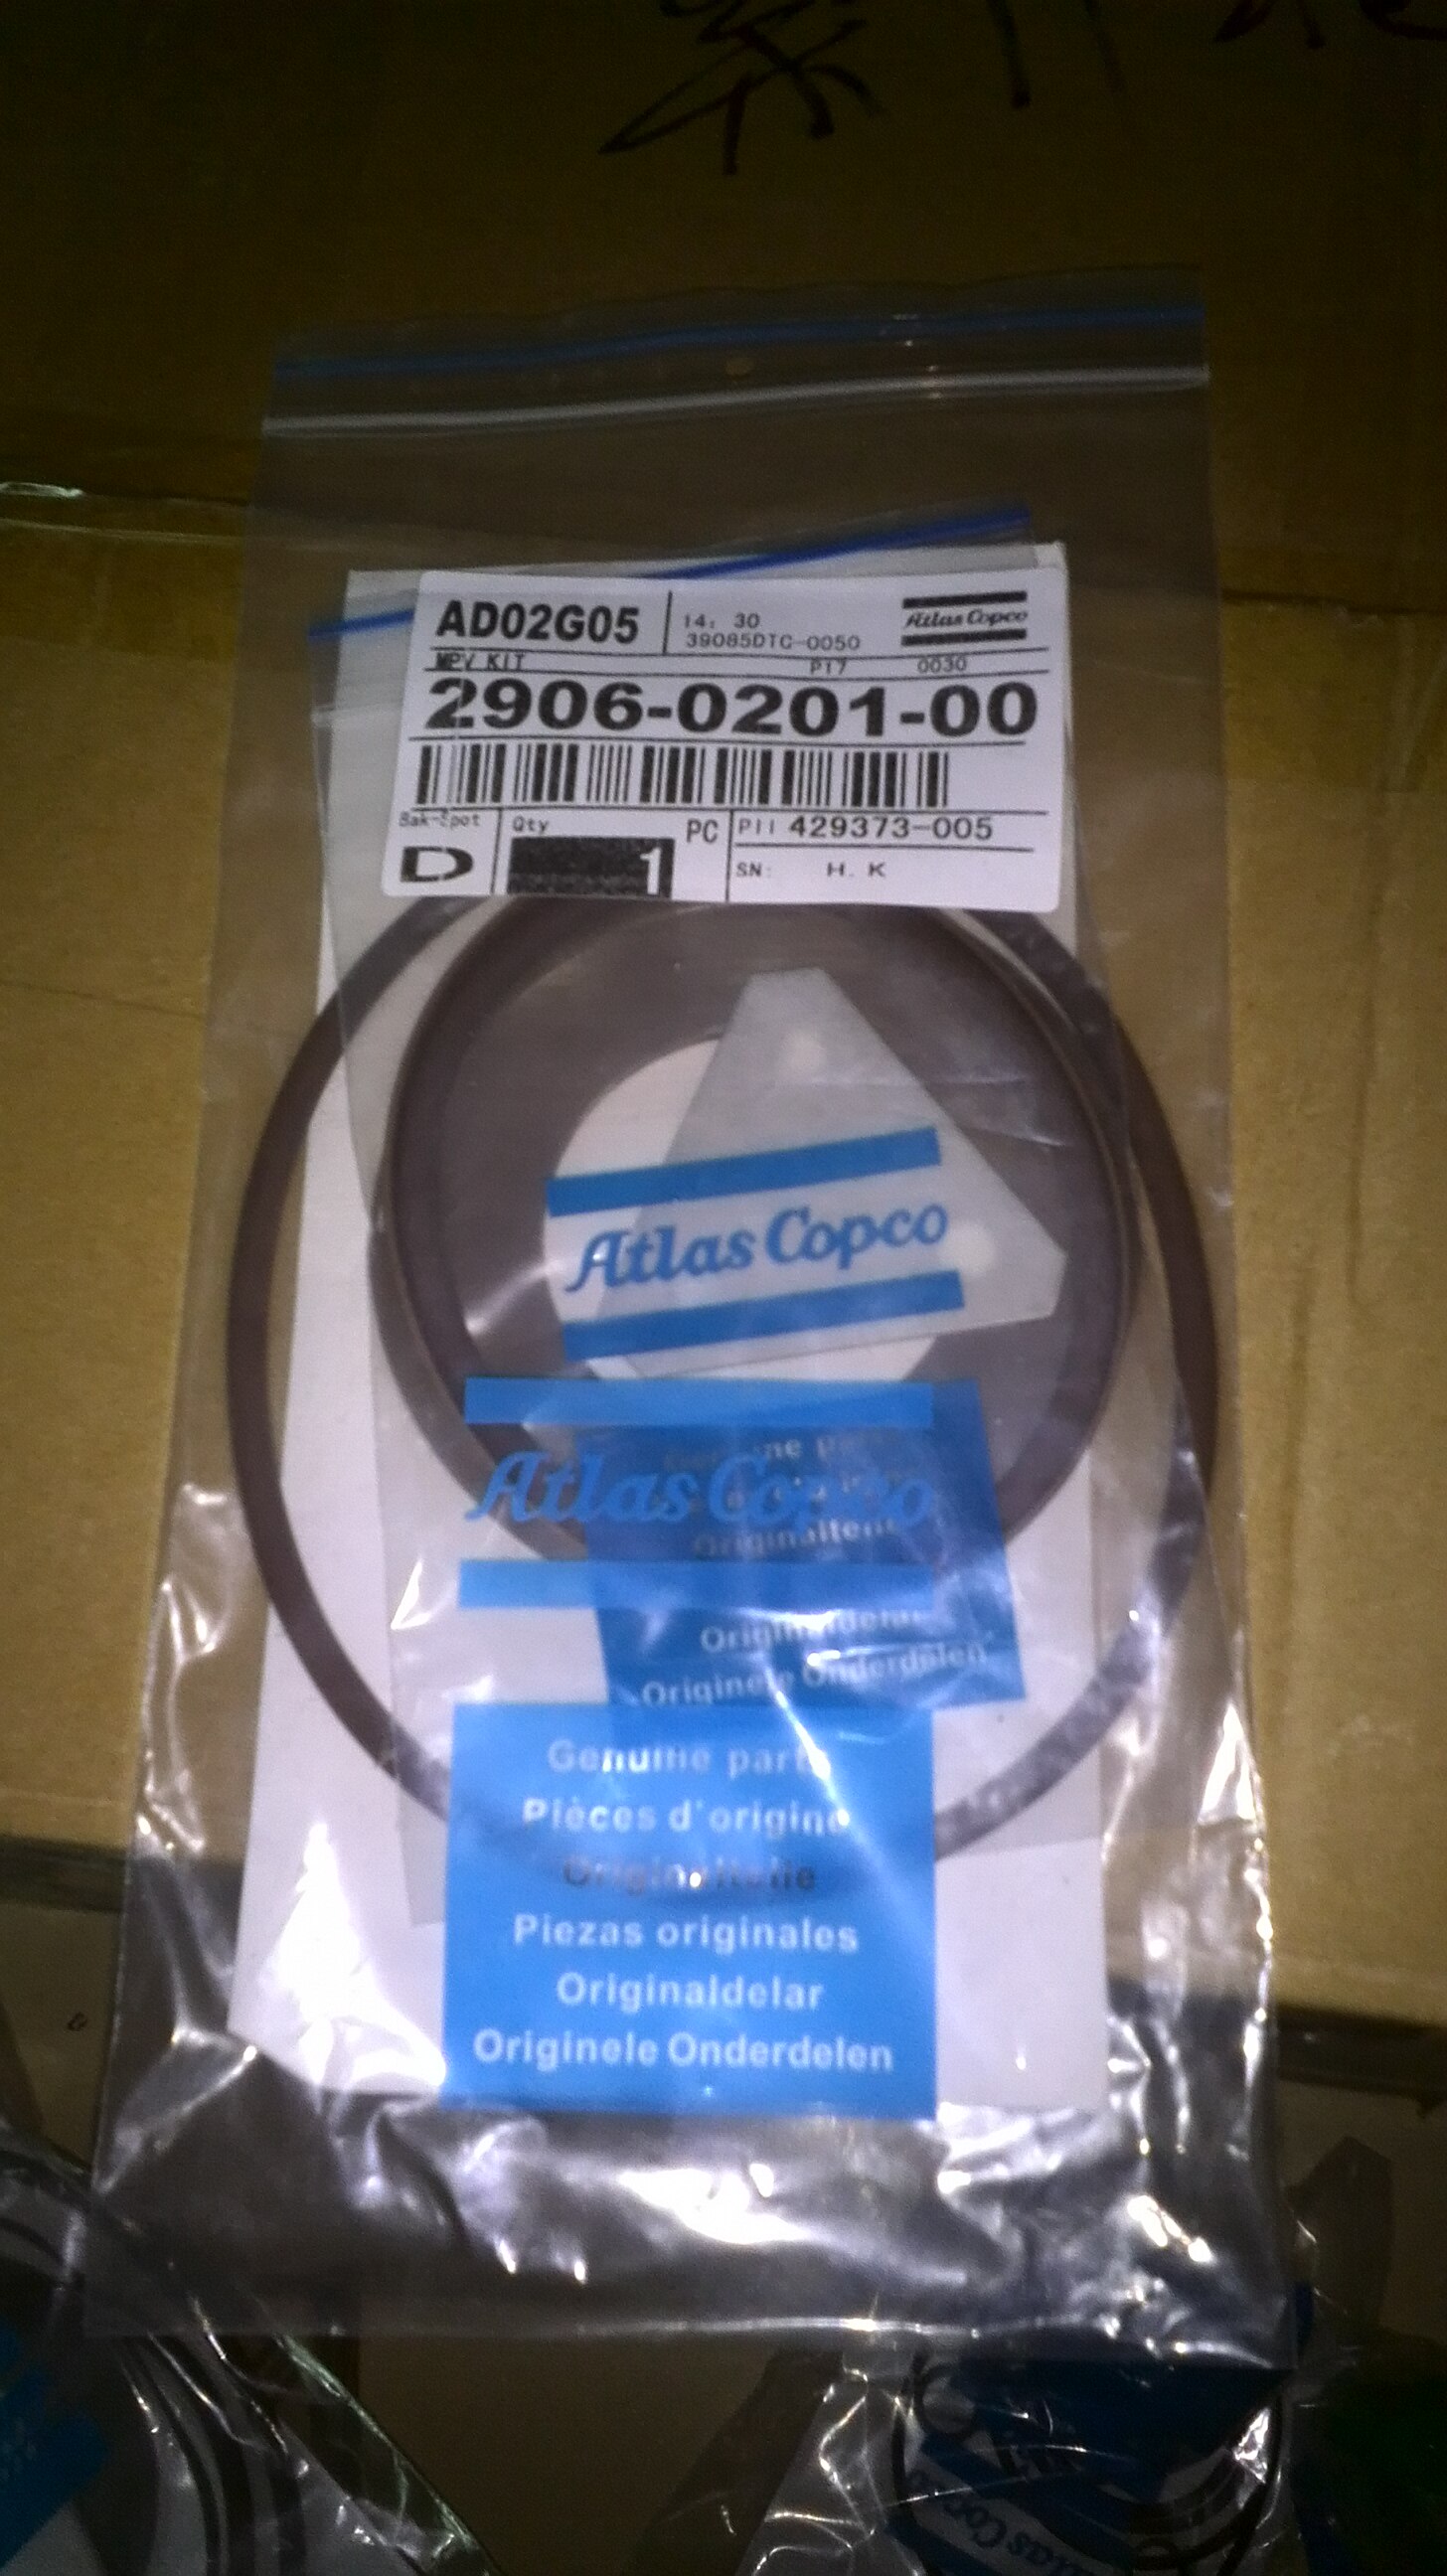 AD02G05
14: 30
39085DTC-0050
Atlas Copco
MPV KIT P17 0030
2906-0201-00
Bak-Spot
D
Qty
1
PC
P11 429373-005
SN: H. K
Atlas Copco
Atlas Copco
Originaldelar
Originele Onderdelen
Genuine parts
Pièces d'origine
Originalteile
Piezas originales
Originaldelar
Originele Onderdelen